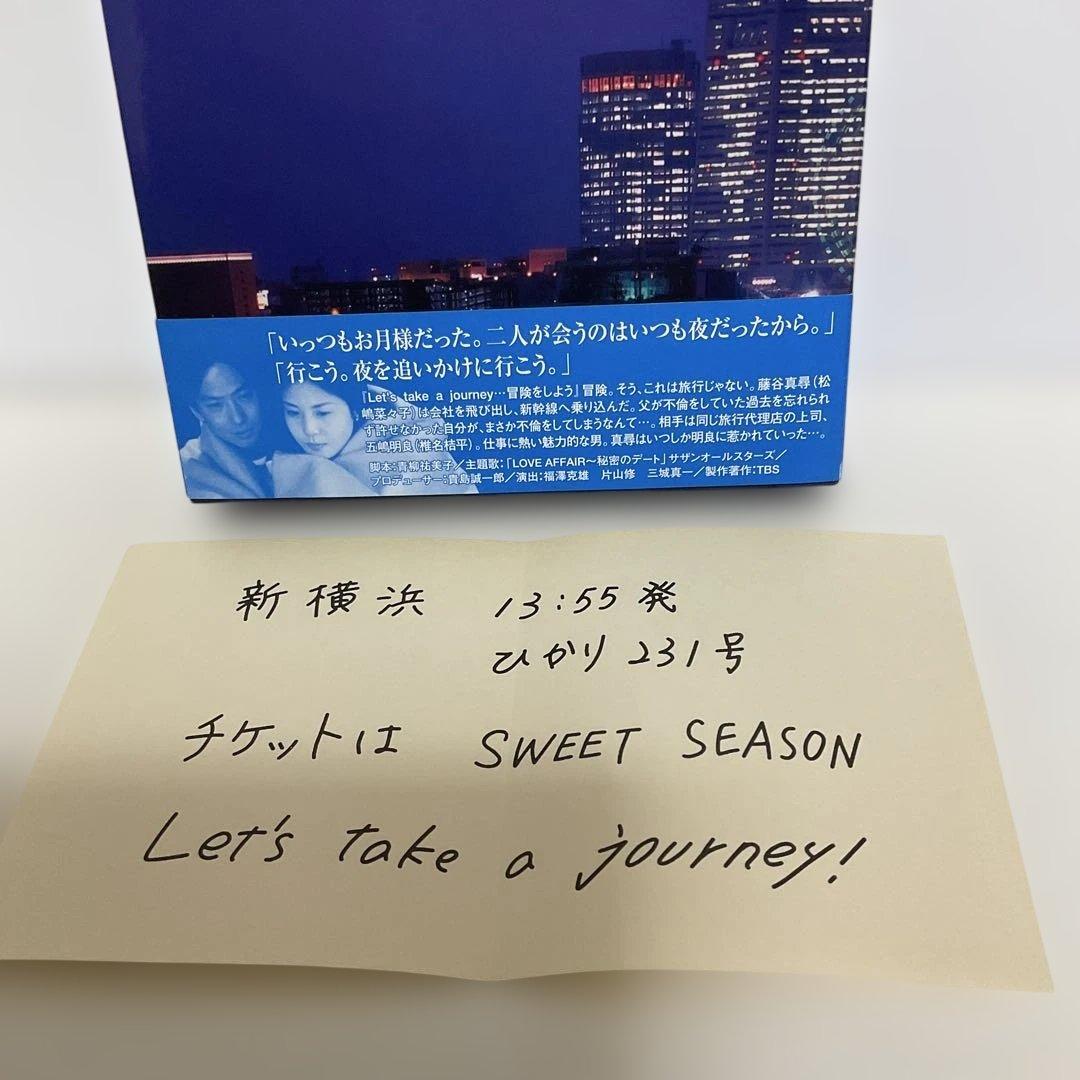 「いっつもお月様だった。二人が会うのはいつも夜だったから。」
「行こう。夜を追いかけに行こう。」
『Let's take a journey…冒険をしよう』冒険。そう、これは旅行じゃない。藤谷真尋(松
嶋菜々子)は会社を飛び出し、新幹線へ乗り込んだ。父が不倫をしていた過去を忘れられ
ず許せなかった自分が、まさか不倫をしてしまうなんて…。相手は同じ旅行代理店の上司、
五嶋明良(椎名桔平)。仕事に熱い魅力的な男。真尋はいつしか明良に惹かれていった…。
脚本:青柳祐美子/主題歌:「LOVE AFFAIR〜秘密のデート」サザンオールスターズ/
プロデューサー:貴島誠一郎/演出:福澤克雄 片山修 三城真一/製作著作:TBS
新横浜 13:55発
ひかり 231号
チケットは SWEET SEASON
Let's take a journey!